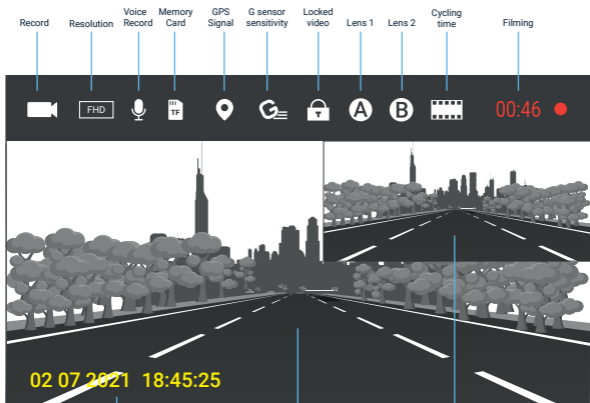 Record
Resolution
Voice
Record
Memory
Card
GPS
Signal
G sensor
sensitivity
Locked
video
Lens 1
Lens 2
Cycling
time
Filming
FHD
TF
G
T
A
B
00:46
02 07 2021 18:45:25